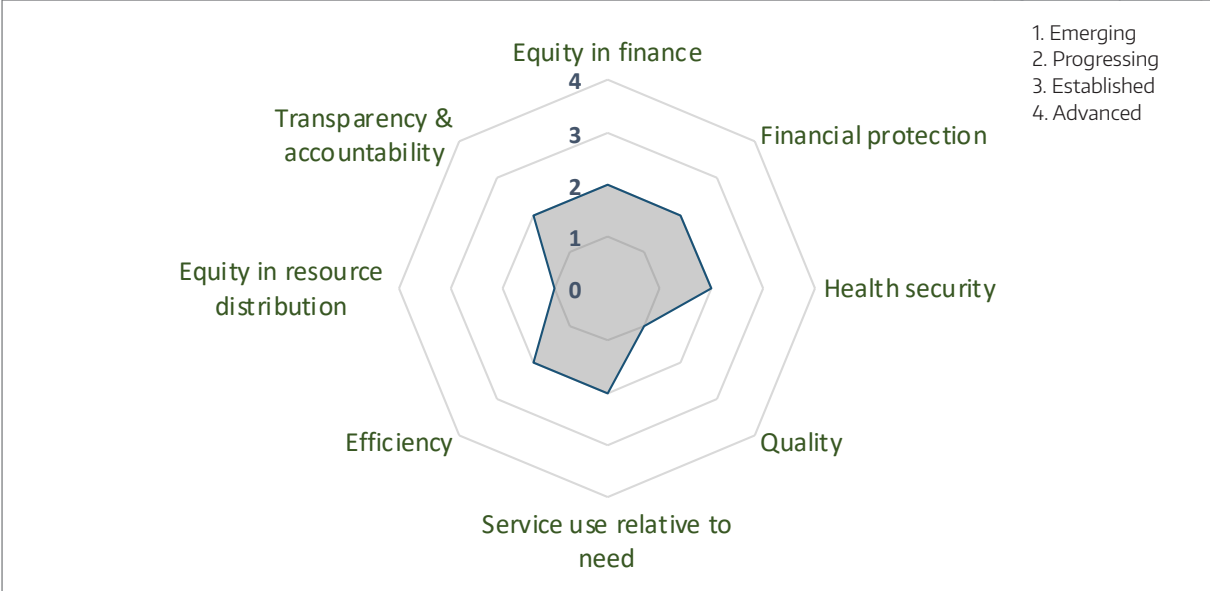 1. Emerging
2. Progressing
3. Established
4. Advanced
Equity in finance
4
Transparency &
accountability
Financial protection
3
2
1
Equity in resource
distribution
0
Health security
Efficiency
Quality
Service use relative to
need